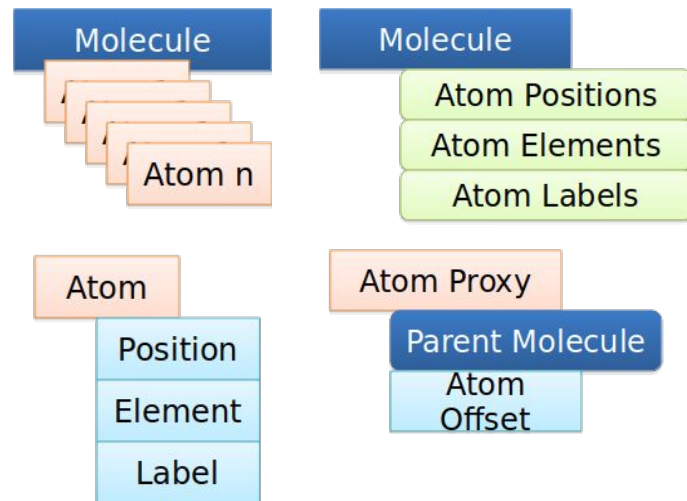 Molecule
Atom n
Molecule
Atom Positions
Atom Elements
Atom Labels
Atom
Position
Element
Label
Atom Proxy
Parent Molecule
Atom
Offset